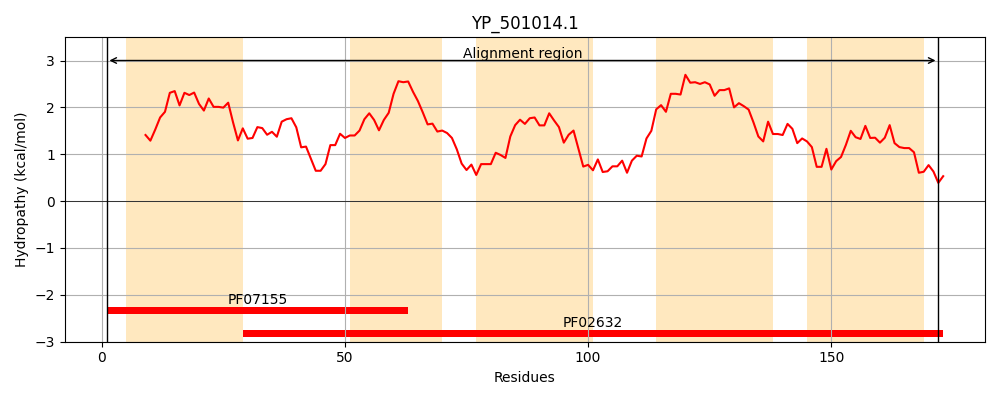 YP_501014.1
Alignment region
3
2
1
0
−1
−2
−3
Hydropathy (kcal/mol)
PF07155
PF02632
0
50
100
150
Residues